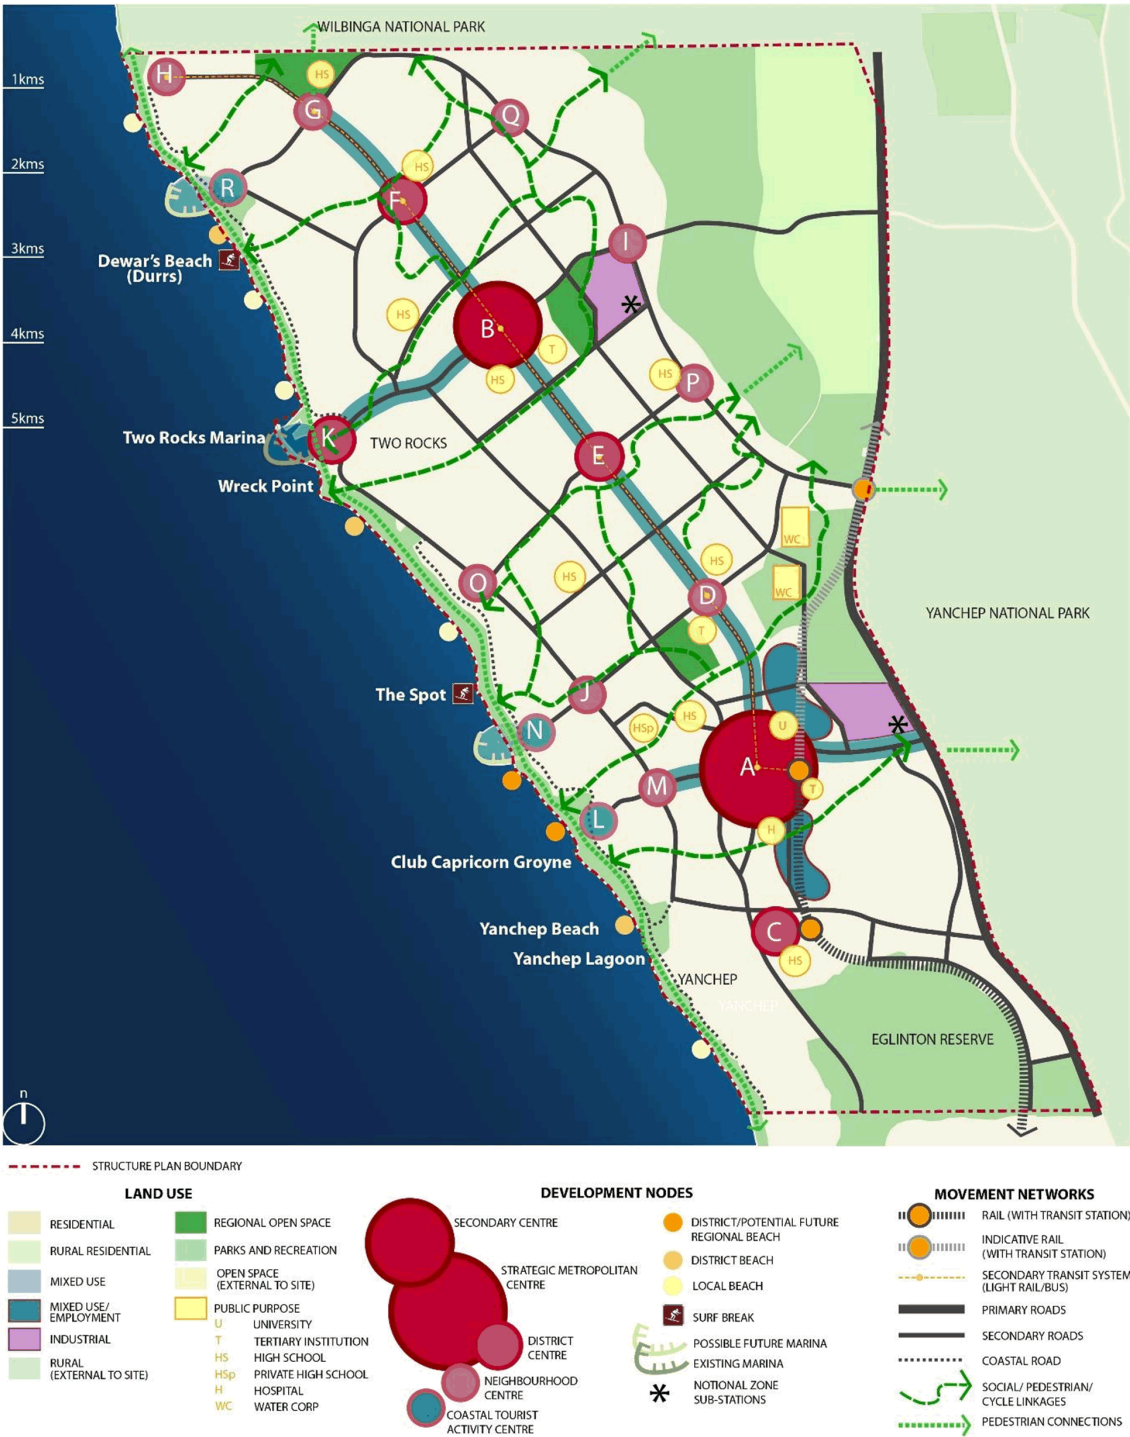 WILBINGA NATIONAL PARK
1kms
H
HS
G
Q
2kms
R
HS
F
3kms
I
Dewar's Beach
(Durrs)
HS
B
T
4kms
HS
HS
P
5kms
Two Rocks Marina
K
TWO ROCKS
E
Wreck Point
WC
HS
HS
O
D
WC
YANCHEP NATIONAL PARK
T
The Spot
J
HS
HSp
U
N
A
M
T
L
H
Club Capricorn Groyne
Yanchep Beach
C
HS
Yanchep Lagoon
YANCHEP
YANCHEP
EGLINTON RESERVE
n
STRUCTURE PLAN BOUNDARY
LAND USE
RESIDENTIAL
RURAL RESIDENTIAL
MIXED USE
MIXED USE/
EMPLOYMENT
INDUSTRIAL
RURAL
(EXTERNAL TO SITE)
REGIONAL OPEN SPACE
PARKS AND RECREATION
OPEN SPACE
(EXTERNAL TO SITE)
PUBLIC PURPOSE
U UNIVERSITY
T TERTIARY INSTITUTION
HS HIGH SCHOOL
HSp PRIVATE HIGH SCHOOL
H HOSPITAL
WC WATER CORP
DEVELOPMENT NODES
SECONDARY CENTRE
STRATEGIC METROPOLITAN
CENTRE
DISTRICT
CENTRE
NEIGHBOURHOOD
CENTRE
COASTAL TOURIST
ACTIVITY CENTRE
DISTRICT/POTENTIAL FUTURE
REGIONAL BEACH
DISTRICT BEACH
LOCAL BEACH
SURF BREAK
POSSIBLE FUTURE MARINA
EXISTING MARINA
NOTIONAL ZONE
SUB-STATIONS
MOVEMENT NETWORKS
RAIL (WITH TRANSIT STATION)
INDICATIVE RAIL
(WITH TRANSIT STATION)
SECONDARY TRANSIT SYSTEM
(LIGHT RAIL/BUS)
PRIMARY ROADS
SECONDARY ROADS
COASTAL ROAD
SOCIAL/ PEDESTRIAN/
CYCLE LINKAGES
PEDESTRIAN CONNECTIONS